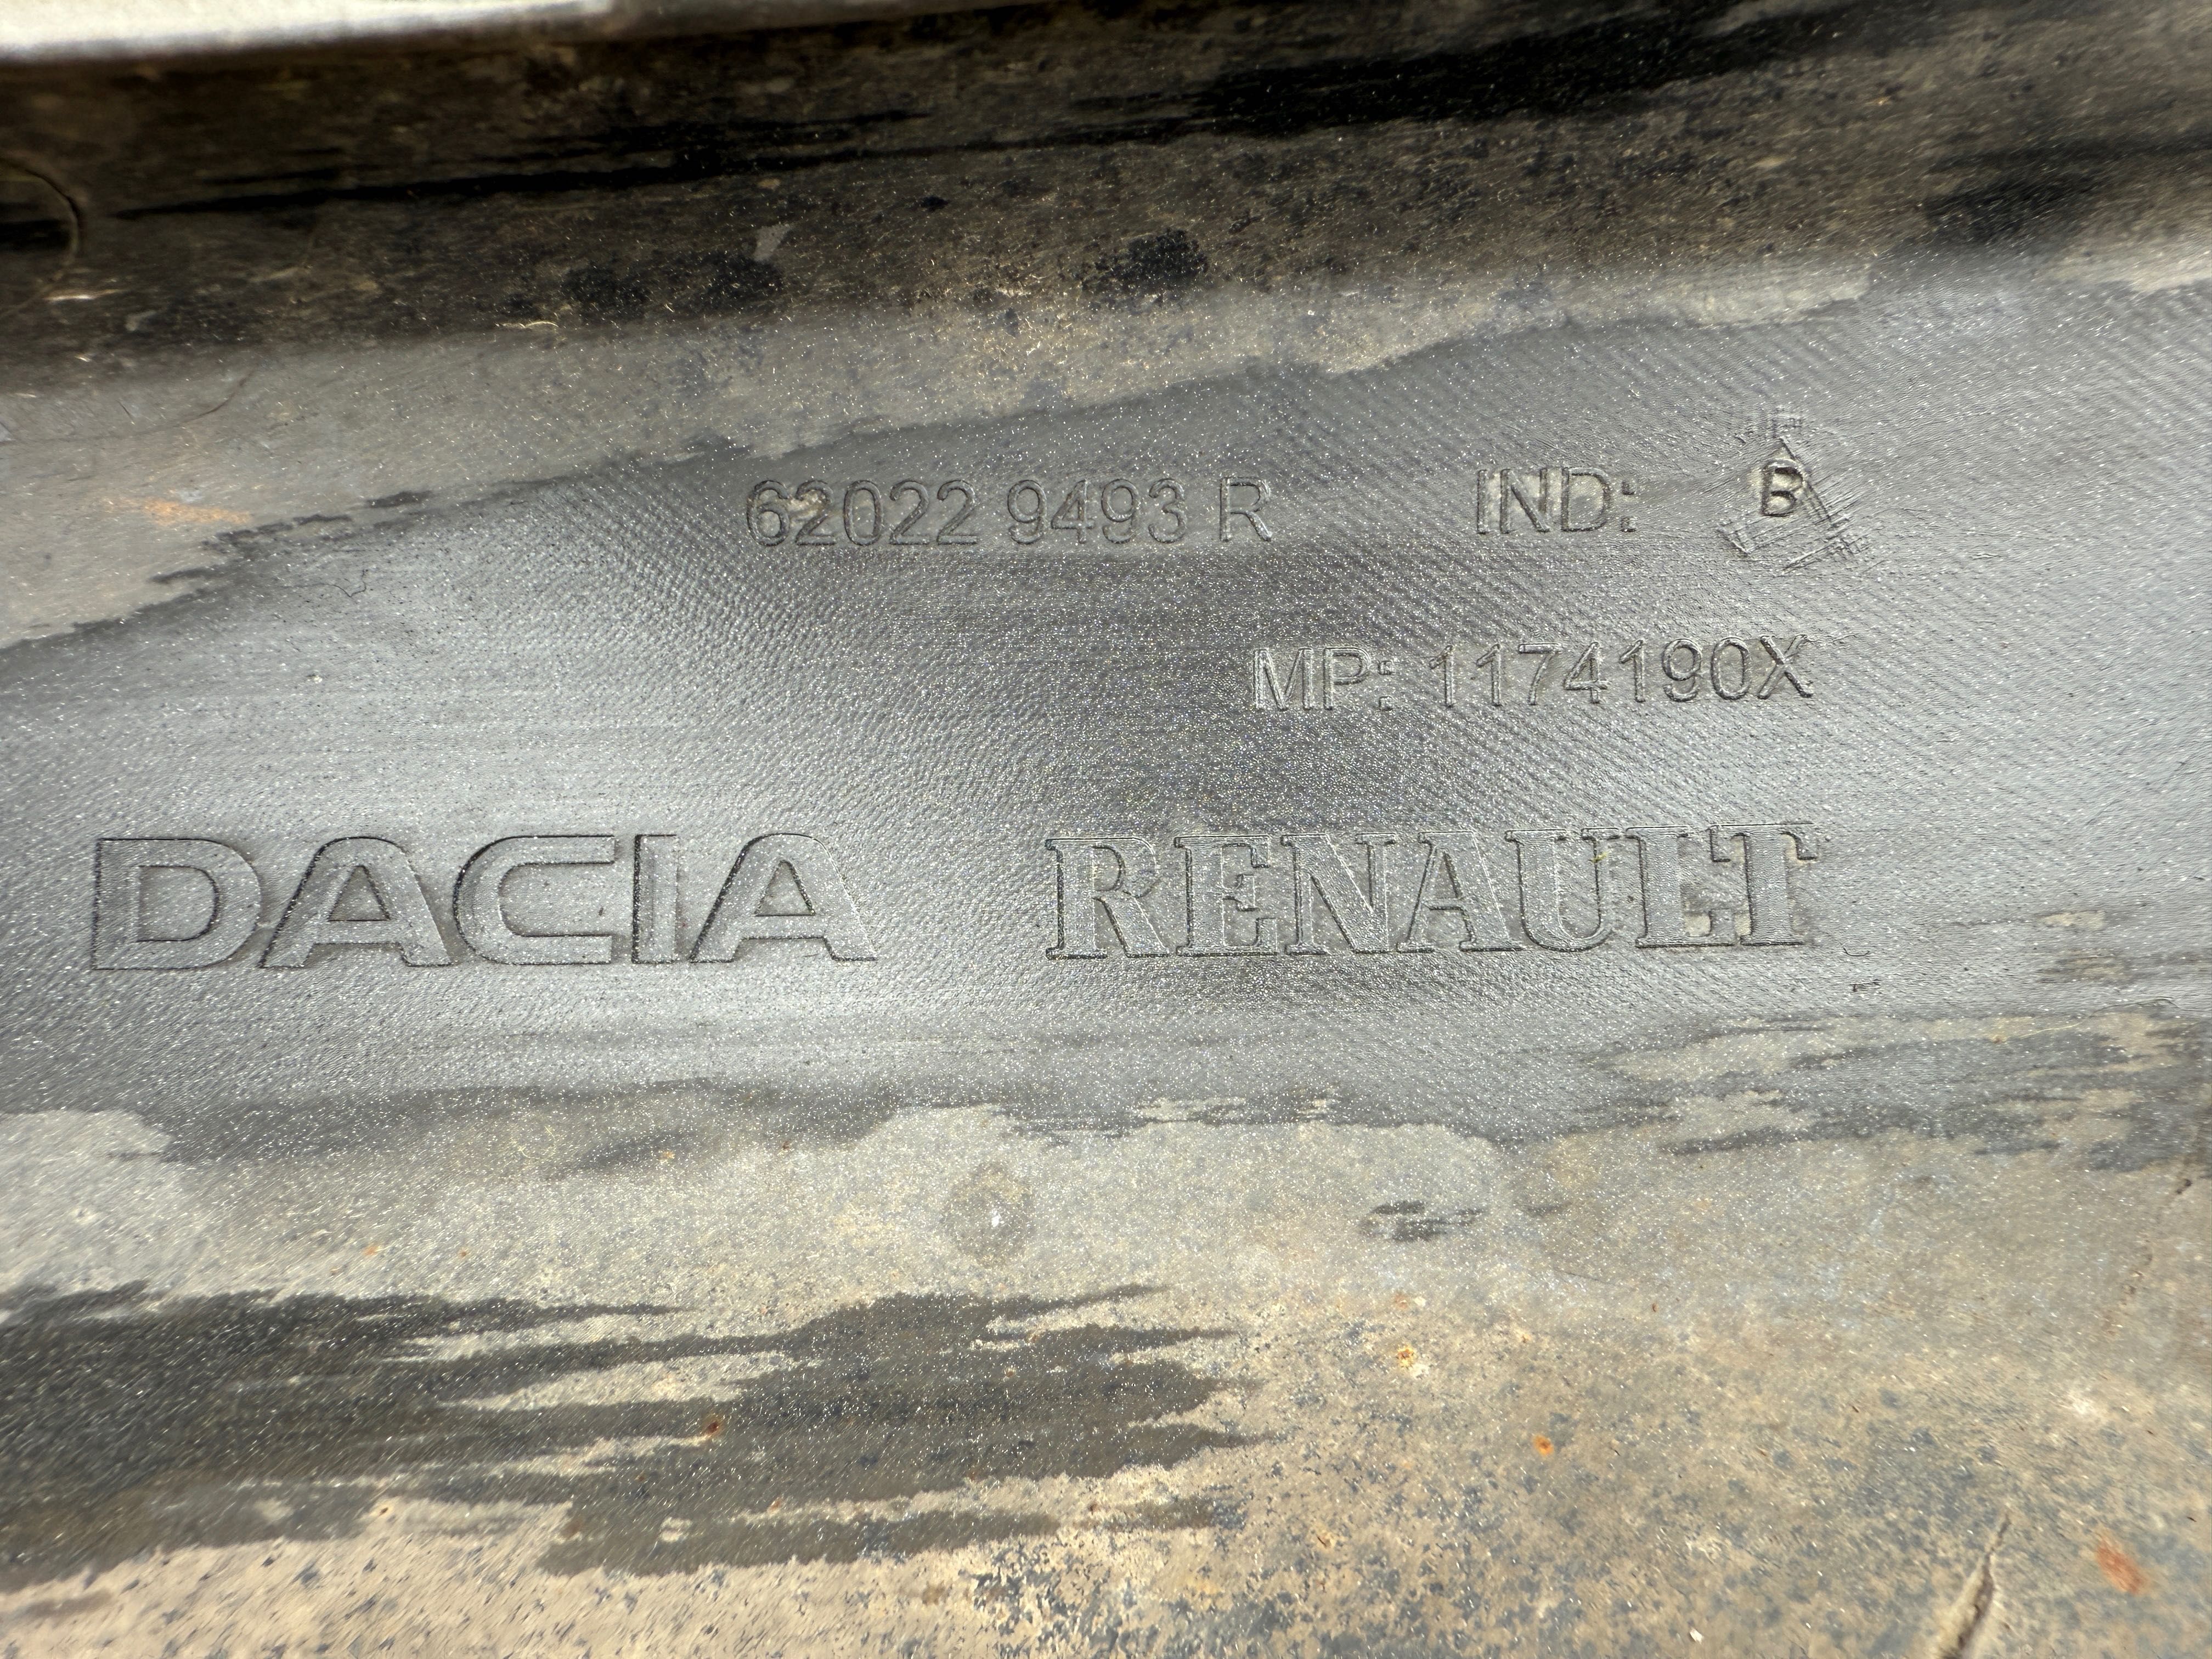 62022 9493 R IND: B
MP: 1174190X
DACIA RENAULT